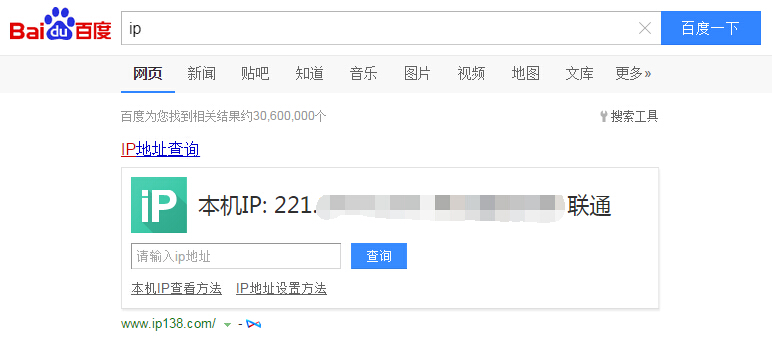 Bai du 百度 ip 百度一下
网页 新闻 贴吧 知道 音乐 图片 视频 地图 文库 更多»
百度为您找到相关结果约30,600,000个 搜索工具
IP地址查询
iP 本机IP: 221. 联通
请输入ip地址 查询
本机IP查看方法 IP地址设置方法
www.ip138.com/ -